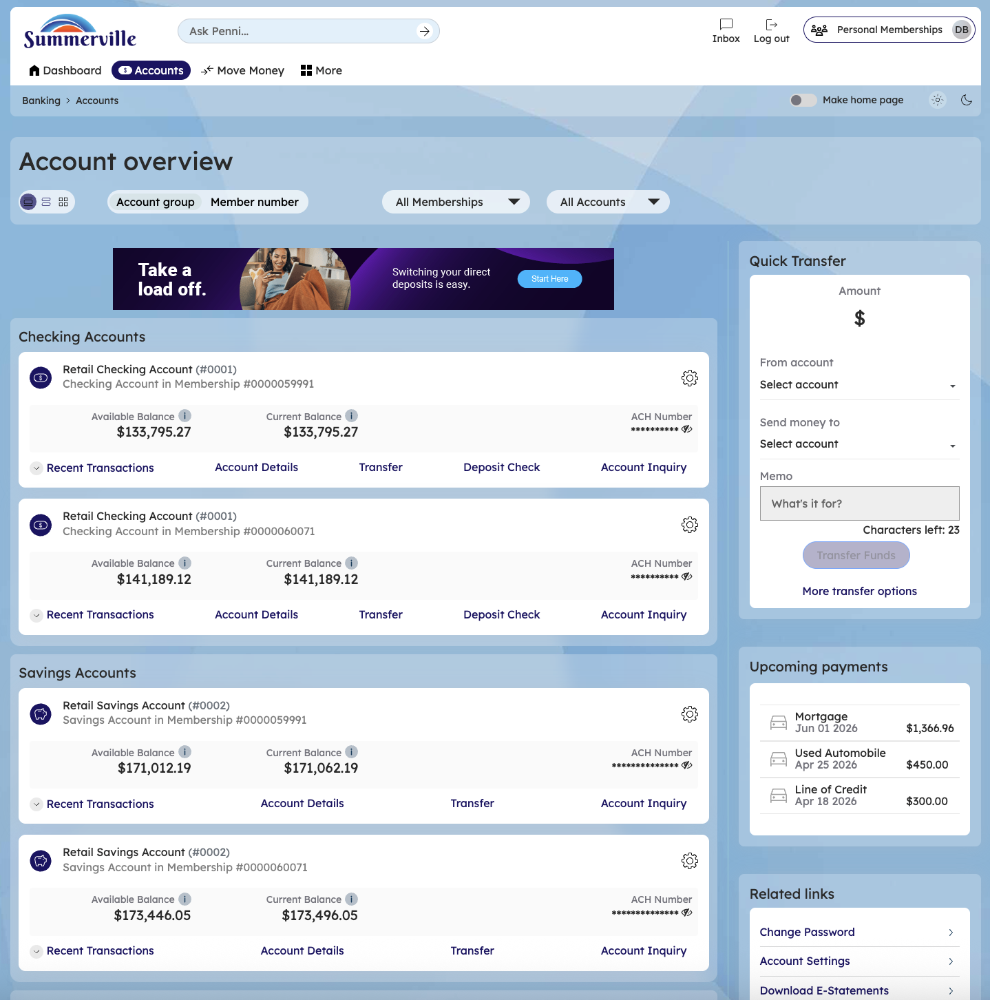 Summerville
Ask Penni...
Inbox
Log out
Personal Memberships
DB
Dashboard
Accounts
Move Money
More
Banking > Accounts
Make home page
Account overview
Account group
Member number
All Memberships
All Accounts
Take a
load off.
Switching your direct
deposits is easy.
Start Here
Checking Accounts
Retail Checking Account (#0001)
Checking Account in Membership #0000059991
Available Balance
Current Balance
ACH Number
$133,795.27
$133,795.27
**********
Recent Transactions
Account Details
Transfer
Deposit Check
Account Inquiry
Retail Checking Account (#0001)
Checking Account in Membership #0000060071
Available Balance
Current Balance
ACH Number
$141,189.12
$141,189.12
**********
Recent Transactions
Account Details
Transfer
Deposit Check
Account Inquiry
Savings Accounts
Retail Savings Account (#0002)
Savings Account in Membership #0000059991
Available Balance
Current Balance
ACH Number
$171,012.19
$171,062.19
**************
Recent Transactions
Account Details
Transfer
Account Inquiry
Retail Savings Account (#0002)
Savings Account in Membership #0000060071
Available Balance
Current Balance
ACH Number
$173,446.05
$173,496.05
**************
Recent Transactions
Account Details
Transfer
Account Inquiry
Quick Transfer
Amount
$
From account
Select account
Send money to
Select account
Memo
What's it for?
Characters left: 23
Transfer Funds
More transfer options
Upcoming payments
Mortgage
Jun 01 2026
$1,366.96
Used Automobile
Apr 25 2026
$450.00
Line of Credit
Apr 18 2026
$300.00
Related links
Change Password
Account Settings
Download E-Statements